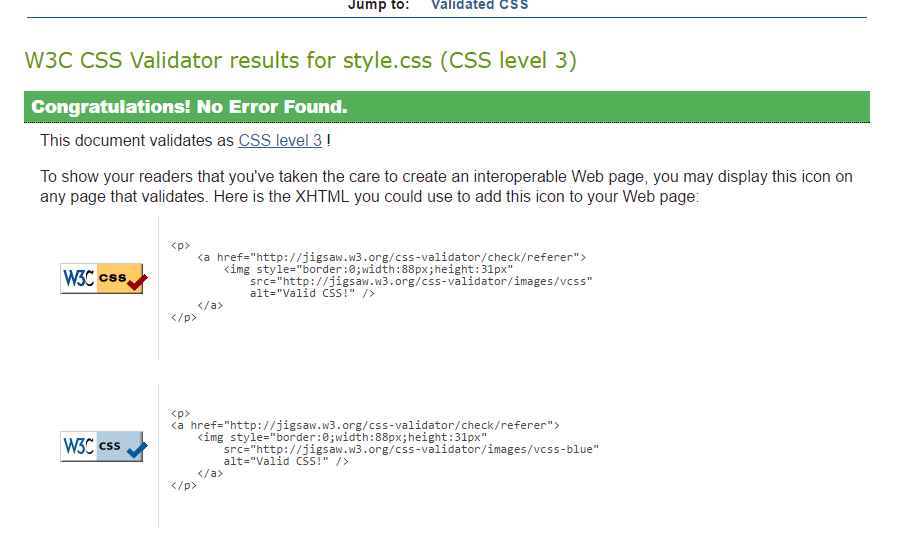 Jump to: Validated CSS
W3C CSS Validator results for style.css (CSS level 3)
Congratulations! No Error Found.
This document validates as CSS level 3 !
To show your readers that you've taken the care to create an interoperable Web page, you may display this icon on
any page that validates. Here is the XHTML you could use to add this icon to your Web page:
W3C css
<p>
<a href="http://jigsaw.w3.org/css-validator/check/referer">
<img style="border:0;width:88px;height:31px"
src="http://jigsaw.w3.org/css-validator/images/vcss"
alt="Valid CSS!" />
</a>
</p>
W3C css
<p>
<a href="http://jigsaw.w3.org/css-validator/check/referer">
<img style="border:0;width:88px;height:31px"
src="http://jigsaw.w3.org/css-validator/images/vcss-blue"
alt="Valid CSS!" />
</a>
</p>